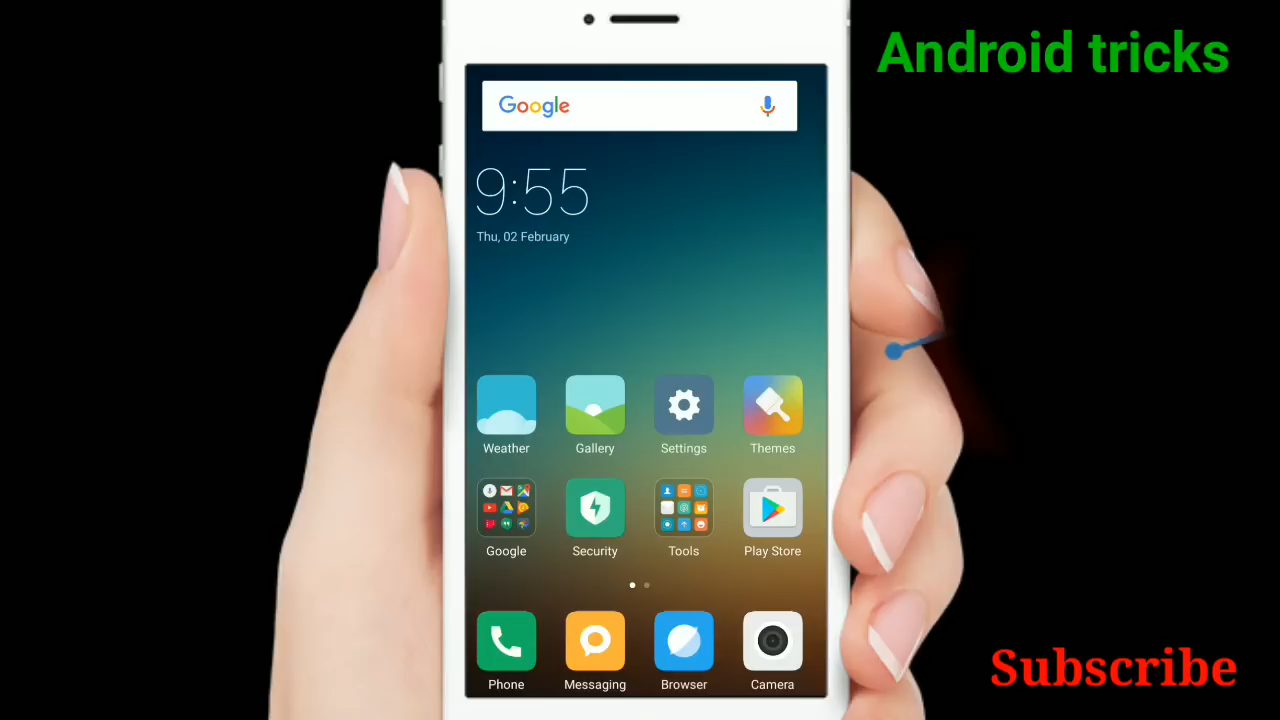 Android tricks
Google
9:55
Thu, 02 February
Weather
Gallery
Settings
Themes
Google
Security
Tools
Play Store
Phone
Messaging
Browser
Camera
Subscribe